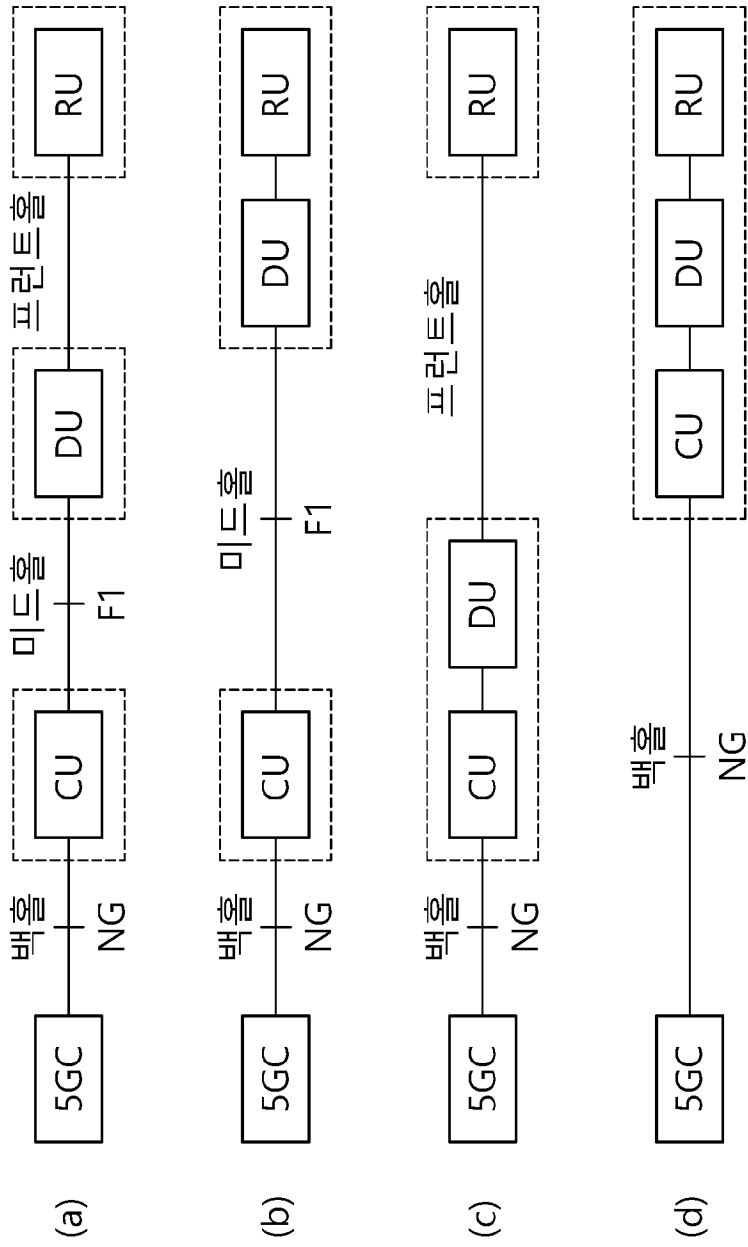 (a) 5GC 백홀 NG CU 미드홀 F1 DU 프런트홀 RU
(b) 5GC 백홀 NG CU 미드홀 F1 DU RU
(c) 5GC 백홀 NG CU DU 프런트홀 RU
(d) 5GC 백홀 NG CU DU RU